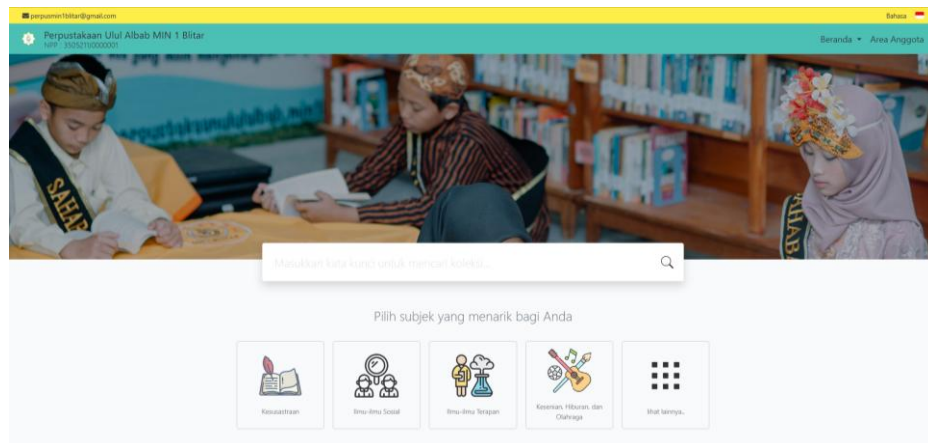 perpusmin1blitar@gmail.com
Bahasa
Perpustakaan Ulul Albab MIN 1 Blitar
NPP :
Beranda
Area Anggota
Masukkan kata kunci untuk mencari koleksi...
Pilih subjek yang menarik bagi Anda
Kesusastraan
Ilmu-ilmu Sosial
Ilmu-ilmu Terapan
Kesenian, Hiburan, dan
Olahraga
lihat lainnya..